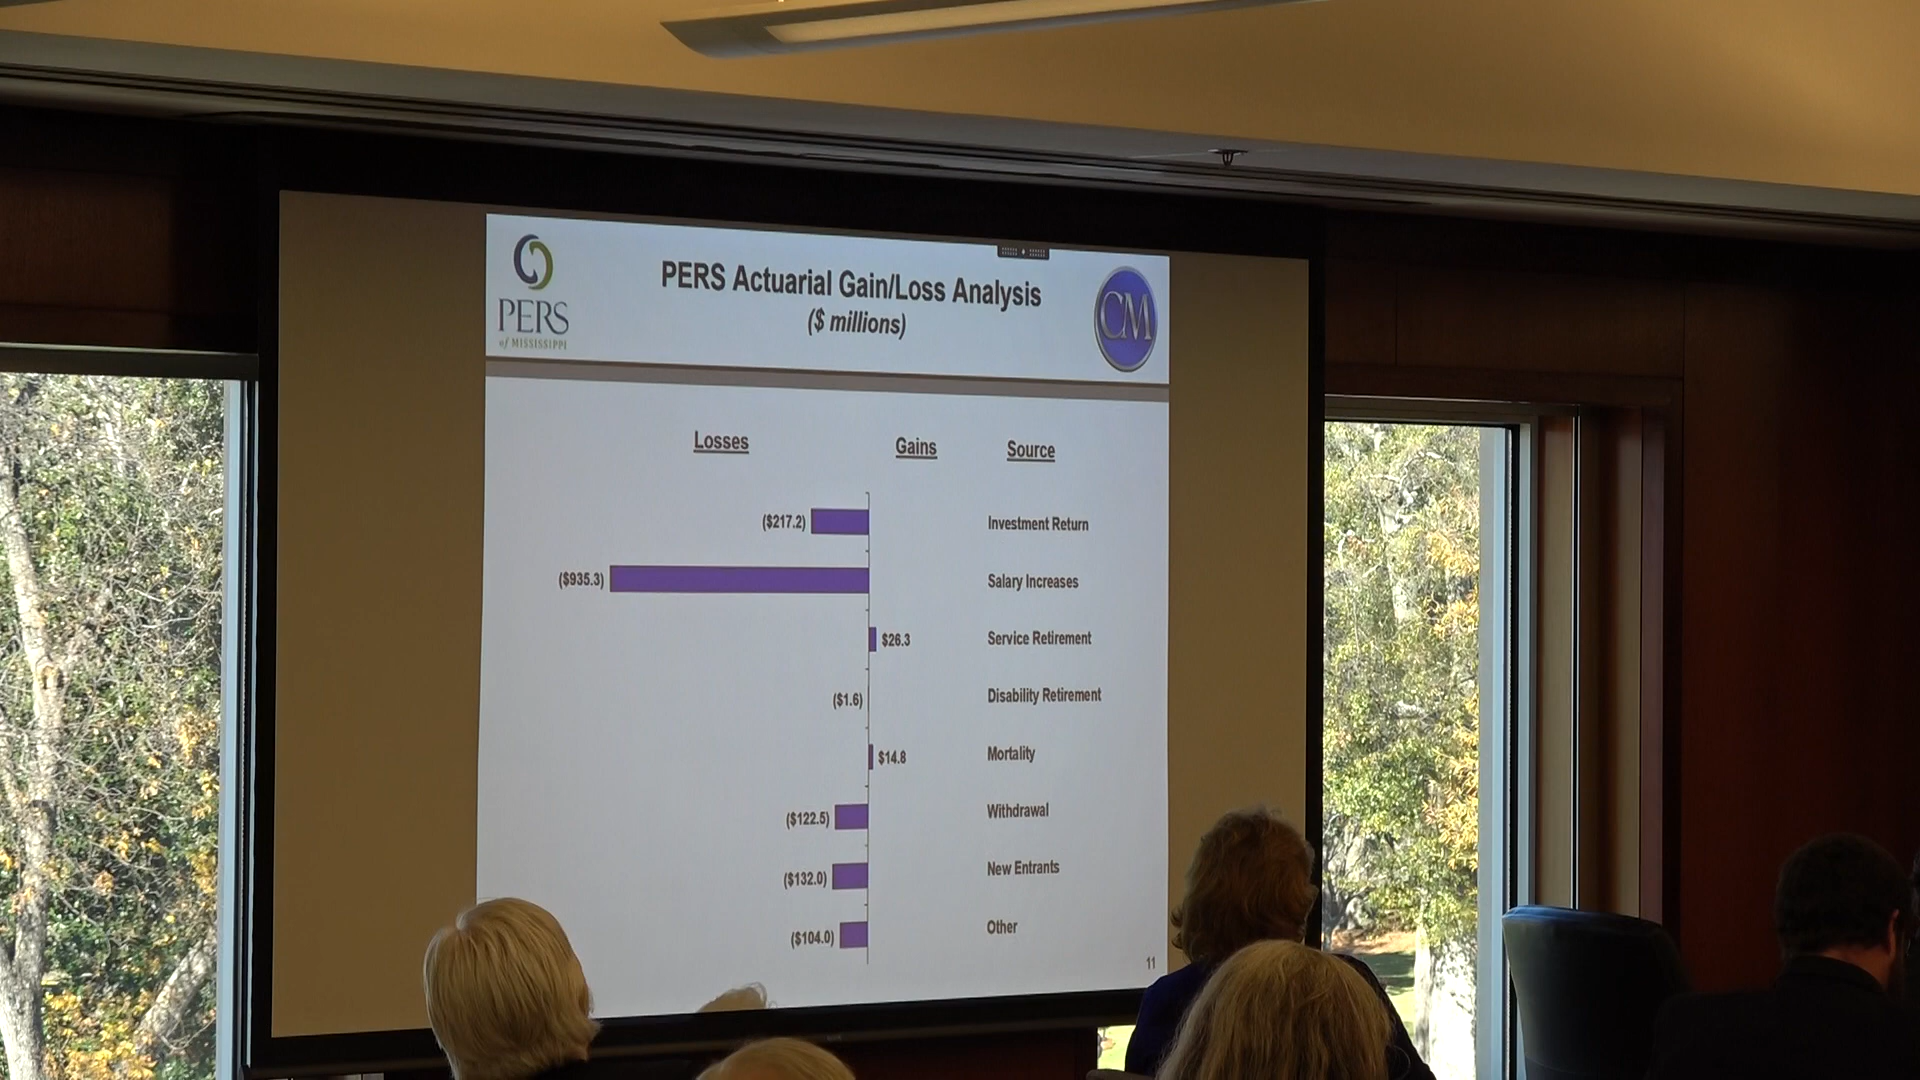 PERS
of MISSISSIPPI
PERS Actuarial Gain/Loss Analysis
($ millions)
CM
Losses Gains Source
($217.2) Investment Return
($935.3) Salary Increases
$26.3 Service Retirement
($1.6) Disability Retirement
$14.8 Mortality
($122.5) Withdrawal
($132.0) New Entrants
($104.0) Other
11